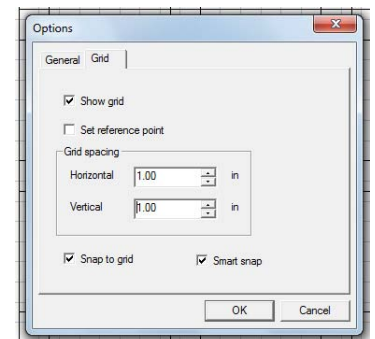 Options
General Grid
Show grid
Set reference point
Grid spacing
Horizontal 1.00 in
Vertical 1.00 in
Snap to grid Smart snap
OK Cancel